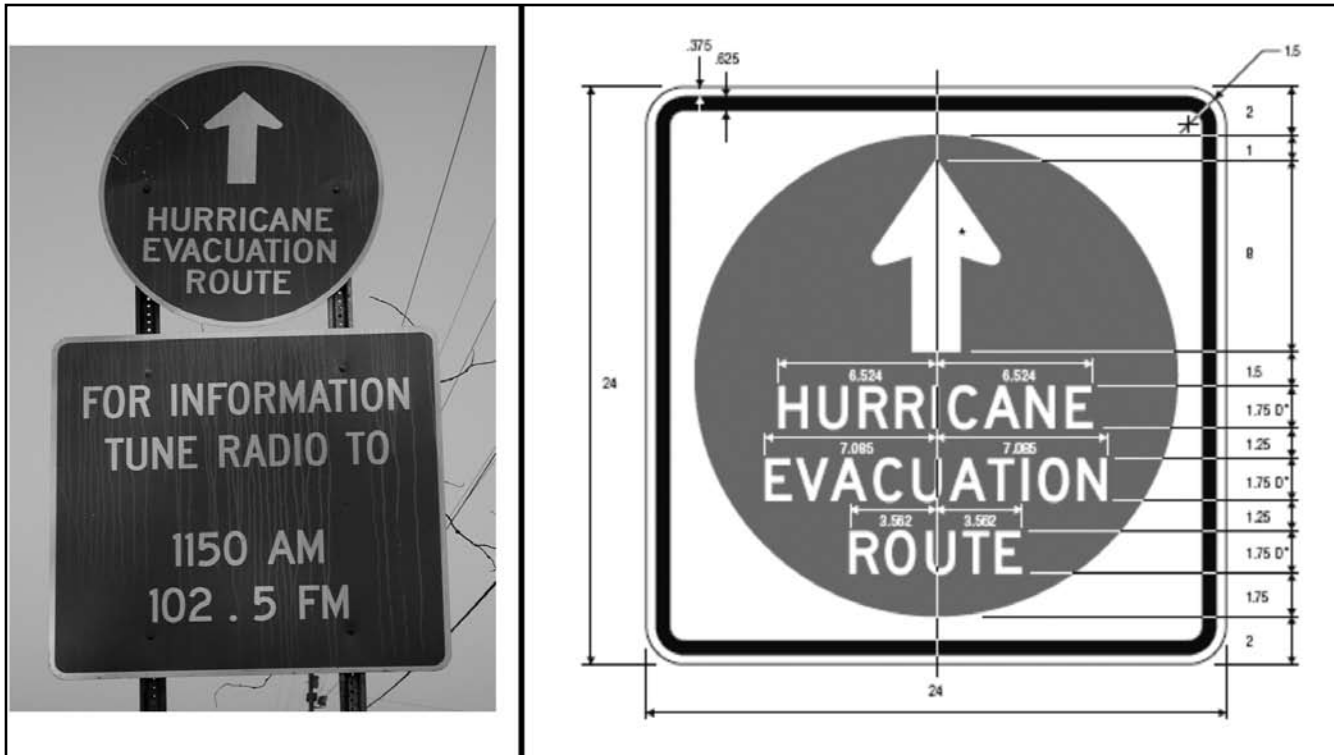 HURRICANE
EVACUATION
ROUTE
FOR INFORMATION
TUNE RADIO TO
1150 AM
102 . 5 FM
.375
.625
1.5
2
1
8
24
1.5
6.524 6.524
HURRICANE
1.75 D*
1.25
7.085 7.085
EVACUATION
1.75 D*
1.25
3.562 3.562
ROUTE
1.75 D*
1.75
2
24